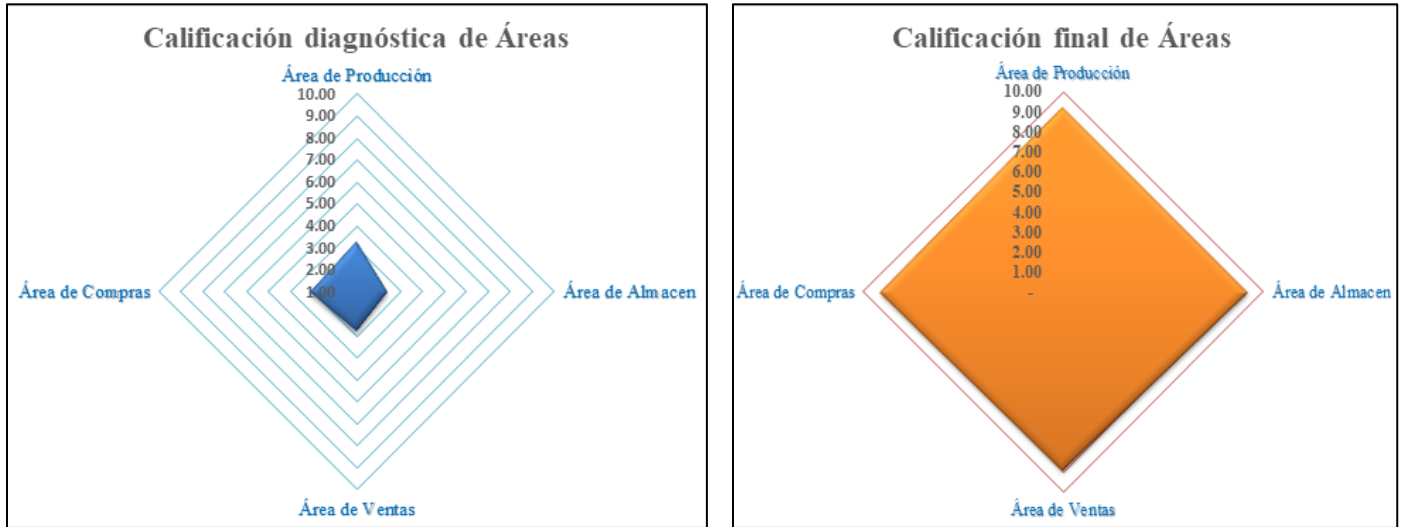 Calificación diagnóstica de Áreas
Área de Producción
10.00
9.00
8.00
7.00
6.00
5.00
4.00
3.00
2.00
1.00
Área de Compras
Área de Almacen
Área de Ventas
Calificación final de Áreas
Área de Producción
10.00
9.00
8.00
7.00
6.00
5.00
4.00
3.00
2.00
1.00
-
Área de Compras
Área de Almacen
Área de Ventas